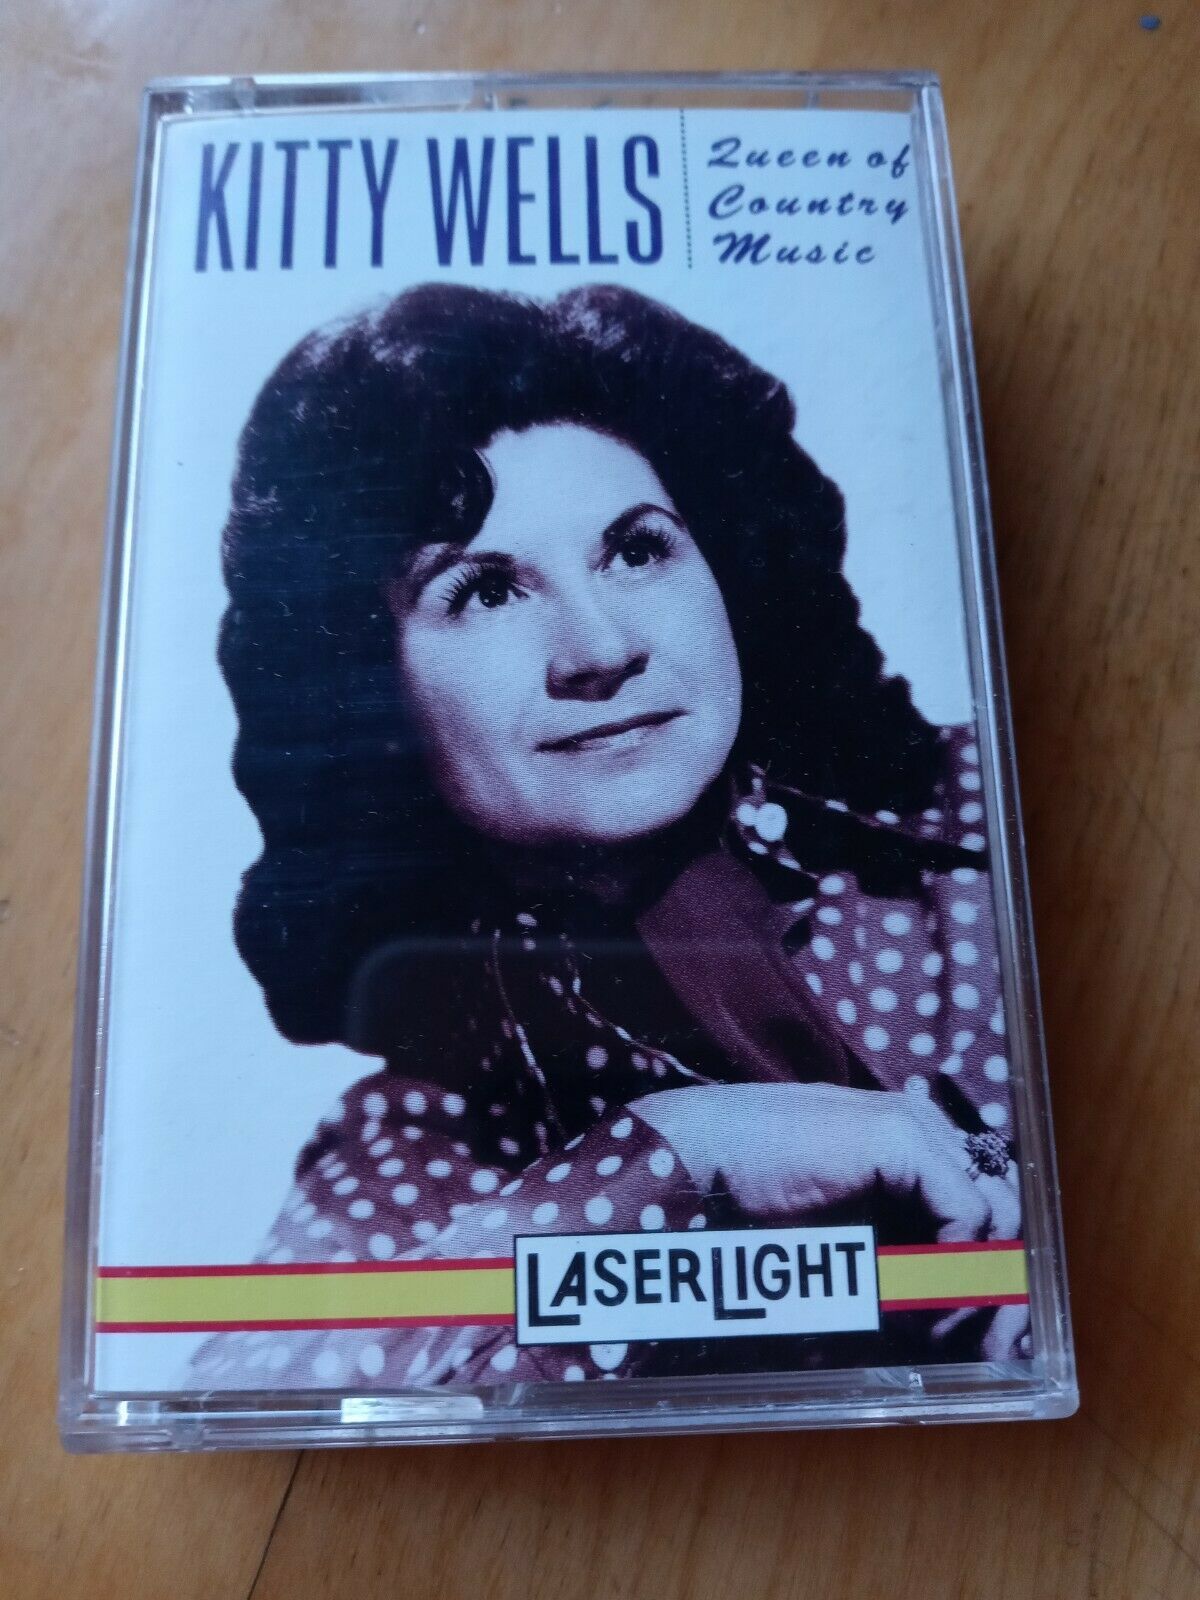 KITTY WELLS
Queen of
Country
Music
LASERLIGHT